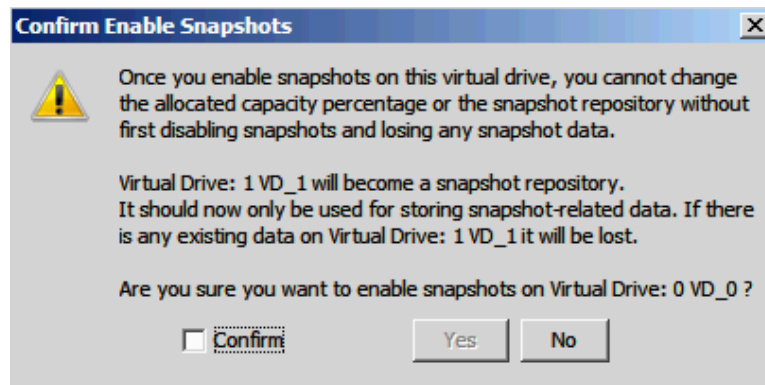 Confirm Enable Snapshots
Once you enable snapshots on this virtual drive, you cannot change
the allocated capacity percentage or the snapshot repository without
first disabling snapshots and losing any snapshot data.
Virtual Drive: 1 VD_1 will become a snapshot repository.
It should now only be used for storing snapshot-related data. If there
is any existing data on Virtual Drive: 1 VD_1 it will be lost.
Are you sure you want to enable snapshots on Virtual Drive: 0 VD_0 ?
Confirm Yes No